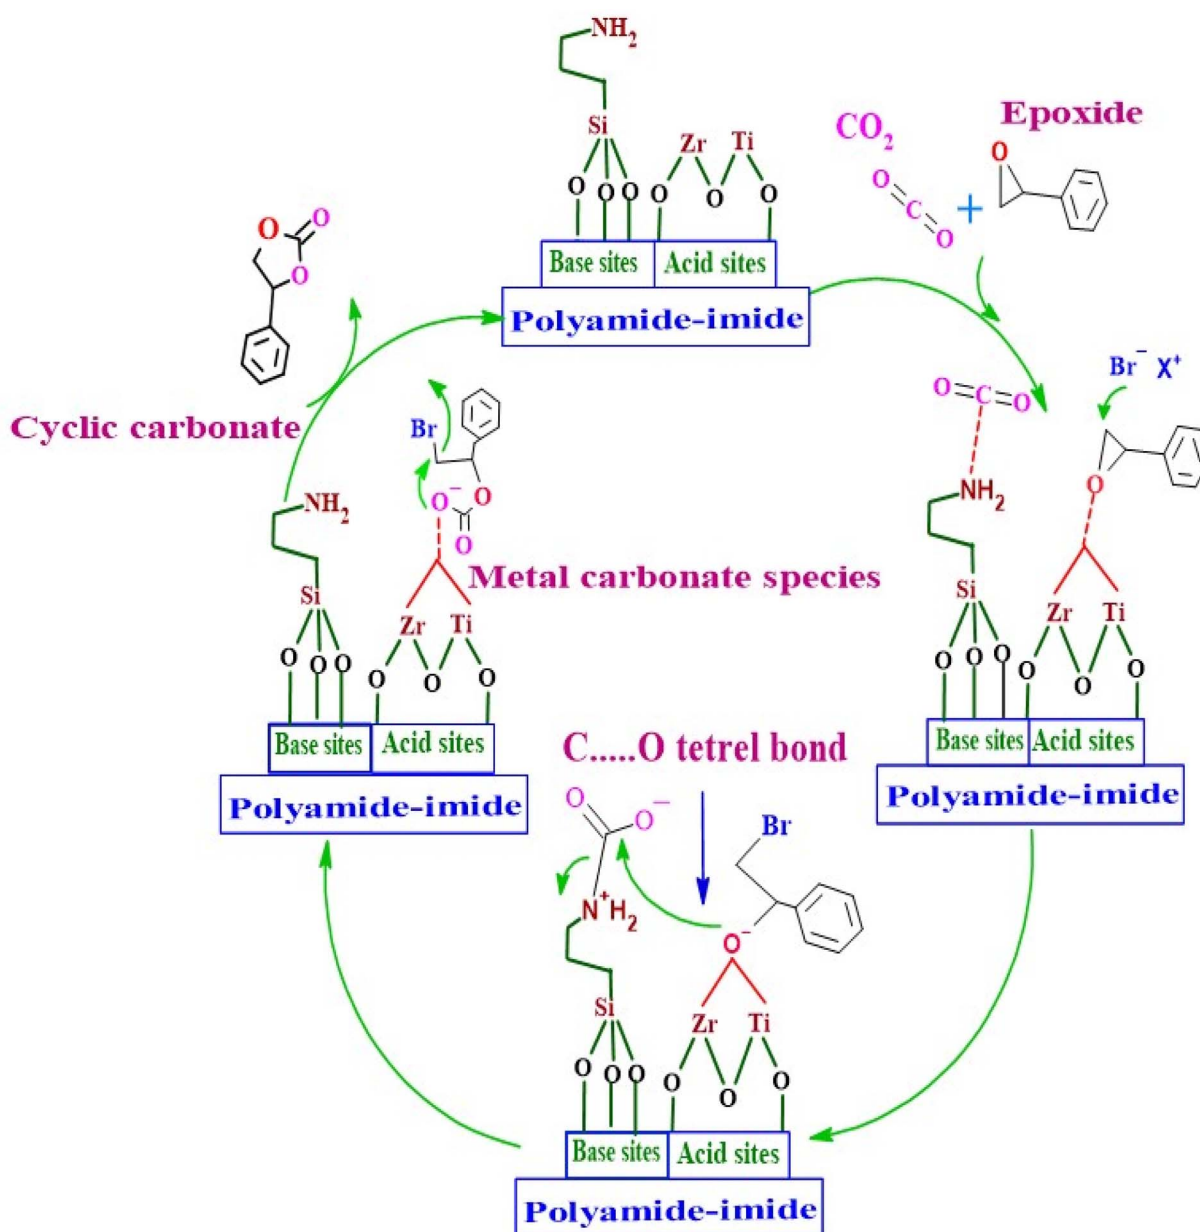 NH2
Si
Zr Ti
O O O O O O
Base sites Acid sites
Polyamide-imide
CO2
O C O
+
Epoxide
O
O O
O
Cyclic carbonate
Br
O− O
O
Metal carbonate species
NH2
Si
Zr Ti
O O O O O O
Base sites Acid sites
Polyamide-imide
O C O
Br− X+
NH2
O
Si
Zr Ti
O O O O O O
Base sites Acid sites
Polyamide-imide
C.....O tetrel bond
O O−
Br
N+H2
O−
Si
Zr Ti
O O O O O O
Base sites Acid sites
Polyamide-imide